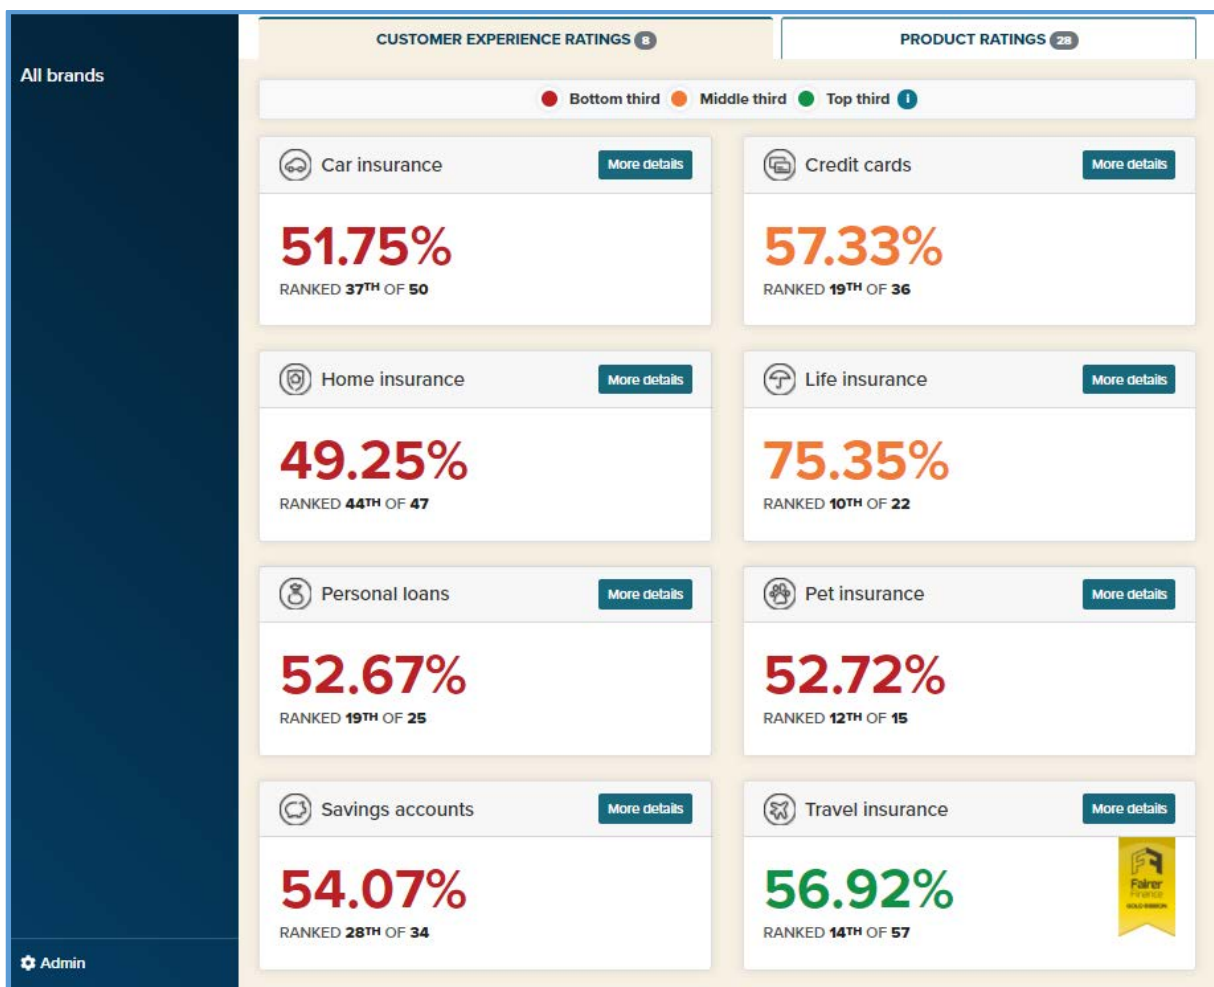 All brands
CUSTOMER EXPERIENCE RATINGS 8
PRODUCT RATINGS 28
Bottom third Middle third Top third i
Car insurance More details
51.75%
RANKED 37TH OF 50
Credit cards More details
57.33%
RANKED 19TH OF 36
Home insurance More details
49.25%
RANKED 44TH OF 47
Life insurance More details
75.35%
RANKED 10TH OF 22
Personal loans More details
52.67%
RANKED 19TH OF 25
Pet insurance More details
52.72%
RANKED 12TH OF 15
Savings accounts More details
54.07%
RANKED 28TH OF 34
Travel insurance More details
56.92%
RANKED 14TH OF 57
Fairer
Finance
GOLD RIBBON
Admin